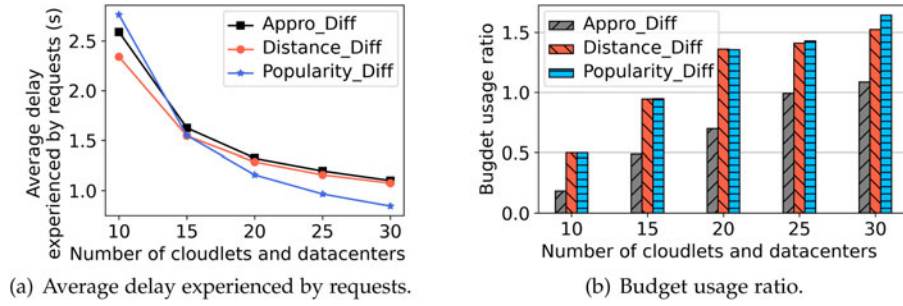 Average delay
experienced by requests (s)
2.5
2.0
1.5
1.0
Appro_Diff
Distance_Diff
Popularity_Diff
10 15 20 25 30
Number of cloudlets and datacenters
(a) Average delay experienced by requests.
Bugdet usage ratio
1.5
1.0
0.5
0.0
Appro_Diff
Distance_Diff
Popularity_Diff
10 15 20 25 30
Number of cloudlets and datacenters
(b) Budget usage ratio.